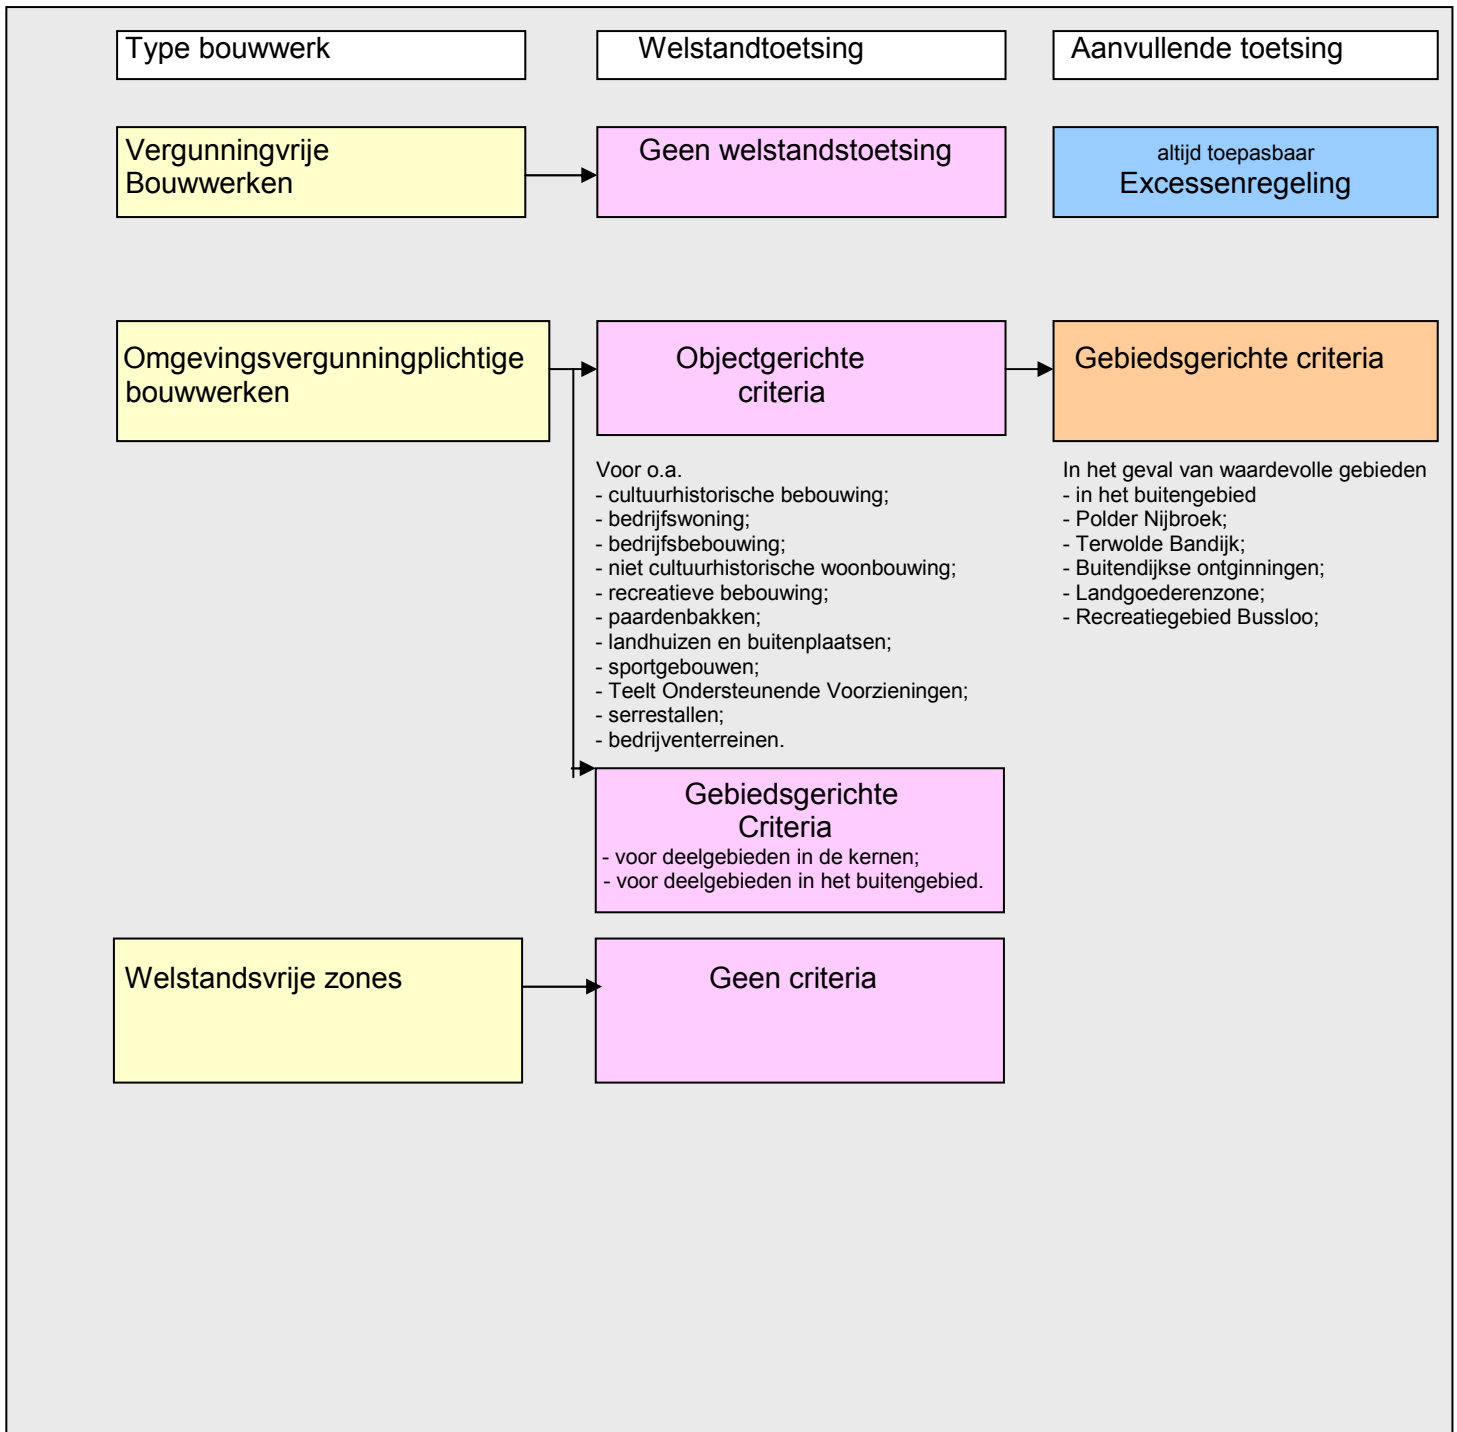 Type bouwwerk
Welstandtoetsing
Aanvullende toetsing
Vergunningvrije
Bouwwerken
Geen welstandstoetsing
altijd toepasbaar
Excessenregeling
Omgevingsvergunningplichtige
bouwwerken
Objectgerichte
criteria
Gebiedsgerichte criteria
Voor o.a.
- cultuurhistorische bebouwing;
- bedrijfswoning;
- bedrijfsbebouwing;
- niet cultuurhistorische woonbouwing;
- recreatieve bebouwing;
- paardenbakken;
- landhuizen en buitenplaatsen;
- sportgebouwen;
- Teelt Ondersteunende Voorzieningen;
- serrestallen;
- bedrijventerreinen.
In het geval van waardevolle gebieden
- in het buitengebied
- Polder Nijbroek;
- Terwolde Bandijk;
- Buitendijkse ontginningen;
- Landgoederenzone;
- Recreatiegebied Bussloo;
Gebiedsgerichte
Criteria
- voor deelgebieden in de kernen;
- voor deelgebieden in het buitengebied.
Welstandsvrije zones
Geen criteria